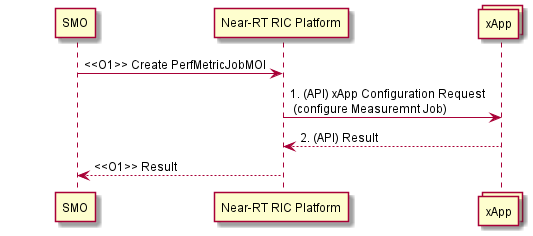 SMO
Near-RT RIC Platform
xApp
<<O1>> Create PerfMetricJobMOI
1. (API) xApp Configuration Request
(configure Measuremnt Job)
2. (API) Result
<<O1>> Result
SMO
Near-RT RIC Platform
xApp